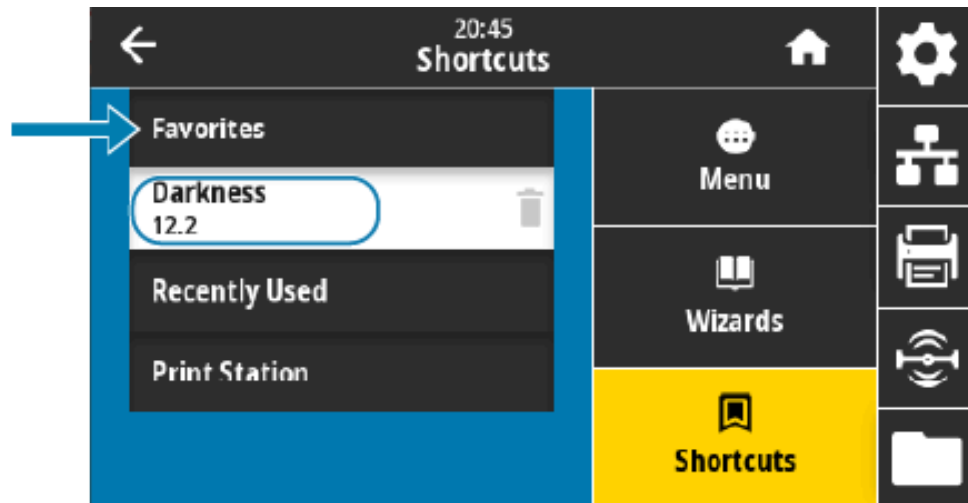 20:45
Shortcuts
Favorites
Darkness
12.2
Recently Used
Print Station
Menu
Wizards
Shortcuts